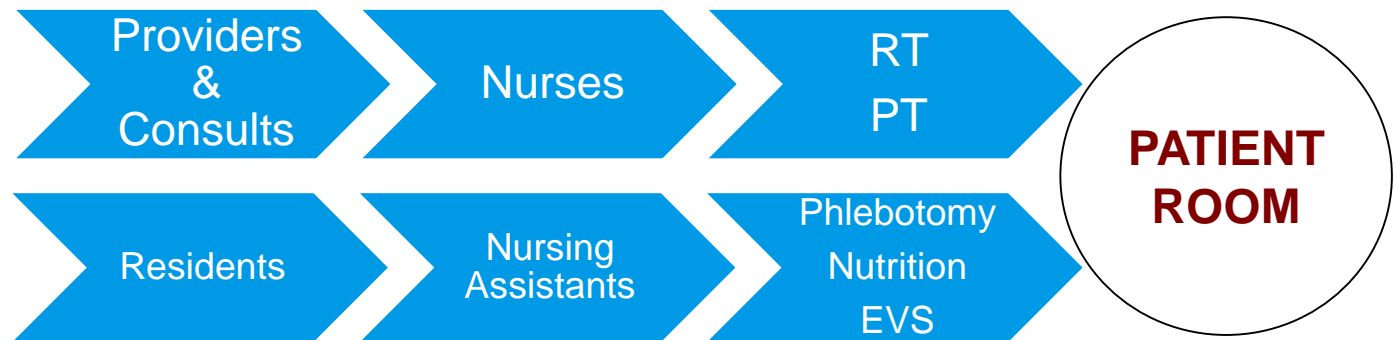 Providers
&
Consults
Nurses
RT
PT
PATIENT
ROOM
Residents
Nursing
Assistants
Phlebotomy
Nutrition
EVS